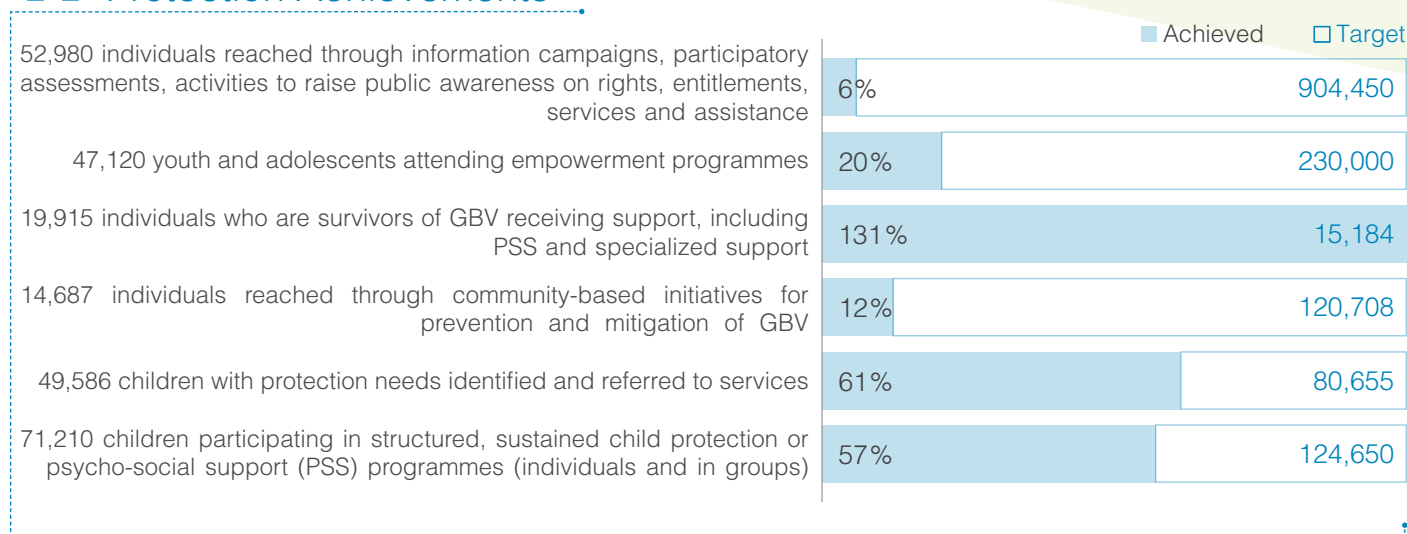 Protection Achievements
Achieved Target
52,980 individuals reached through information campaigns, participatory
assessments, activities to raise public awareness on rights, entitlements,
services and assistance
6% 904,450
47,120 youth and adolescents attending empowerment programmes
20% 230,000
19,915 individuals who are survivors of GBV receiving support, including
PSS and specialized support
131% 15,184
14,687 individuals reached through community-based initiatives for
prevention and mitigation of GBV
12% 120,708
49,586 children with protection needs identified and referred to services
61% 80,655
71,210 children participating in structured, sustained child protection or
psycho-social support (PSS) programmes (individuals and in groups)
57% 124,650